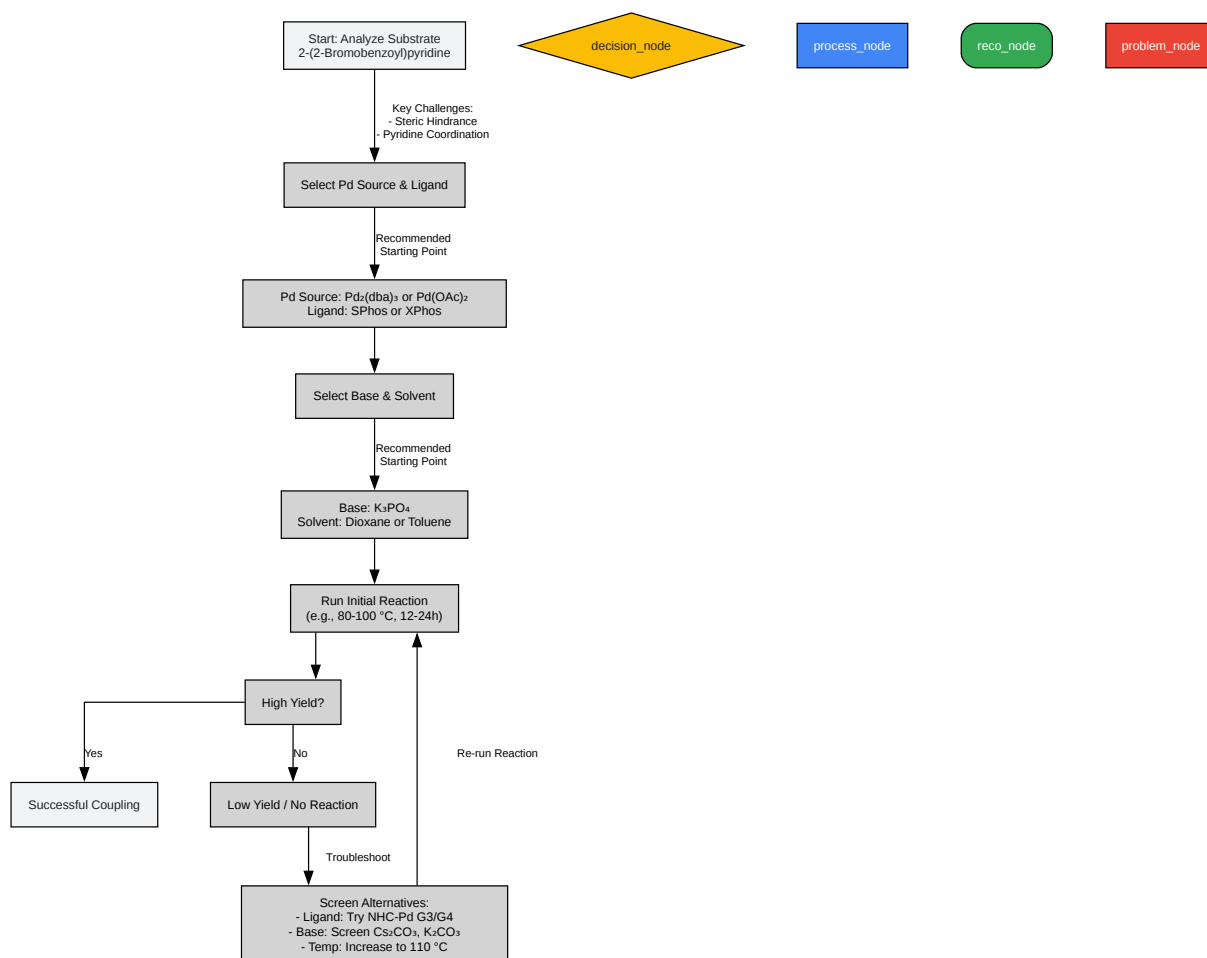 Start: Analyze Substrate
2-(2-Bromobenzoyl)pyridine
decision_node
process_node
reco_node
problem_node
Key Challenges:
- Steric Hindrance
- Pyridine Coordination
Select Pd Source & Ligand
Recommended
Starting Point
Pd Source: Pd₂(dba)₃ or Pd(OAc)₂
Ligand: SPhos or XPhos
Select Base & Solvent
Recommended
Starting Point
Base: K₃PO₄
Solvent: Dioxane or Toluene
Run Initial Reaction
(e.g., 80-100 °C, 12-24h)
High Yield?
Yes
No
Re-run Reaction
Successful Coupling
Low Yield / No Reaction
Troubleshoot
Screen Alternatives:
- Ligand: Try NHC-Pd G3/G4
- Base: Screen Cs₂CO₃, K₂CO₃
- Temp: Increase to 110 °C